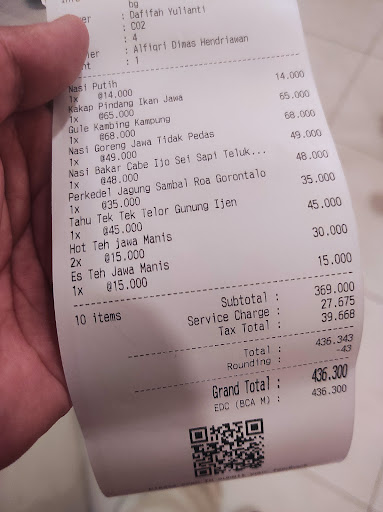 bg
: Dafifah Yulianti
: CO2
: 4
: Alfiqri Dimas Hendriawan
: 1
Nasi Putih
1x @14.000 14.000
Kakap Pindang Ikan Jawa
1x @65.000 65.000
Gule Kambing Kampung
1x @68.000 68.000
Nasi Goreng Jawa Tidak Pedas
1x @49.000 49.000
Nasi Bakar Cabe Ijo Sei Sapi Teluk...
1x @48.000 48.000
Perkedel Jagung Sambal Roa Gorontalo
1x @35.000 35.000
Tahu Tek Tek Telor Gunung Ijen
1x @45.000 45.000
Hot Teh jawa Manis
2x @15.000 30.000
Es Teh Jawa Manis
1x @15.000 15.000
10 items
Subtotal : 369.000
Service Charge : 27.675
Tax Total : 39.668
Total : 436.343
Rounding : -43
Grand Total : 436.300
EDC (BCA M) : 436.300